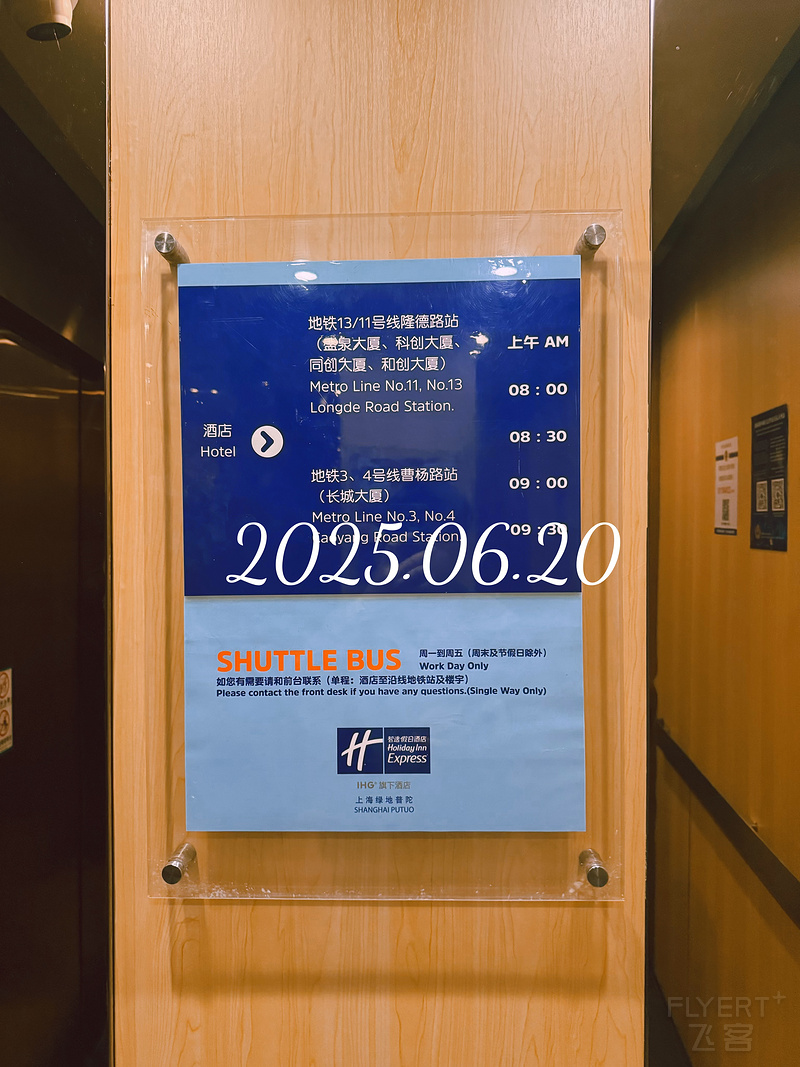 地铁13/11号线隆德路站
（盛泉大厦、科创大厦、
同创大厦、和创大厦）
Metro Line No.11, No.13
Longde Road Station.
酒店
Hotel
地铁3、4号线曹杨路站
（长城大厦）
Metro Line No.3, No.4
Caoyang Road Station.
上午 AM
08 : 00
08 : 30
09 : 00
09 : 30
2025.06.20
SHUTTLE BUS
周一到周五（周末及节假日除外）
Work Day Only
如您有需要请和前台联系（单程：酒店至沿线地铁站及楼宇）
Please contact the front desk if you have any questions.(Single Way Only)
智选假日酒店
Holiday Inn
Express
IHG® 旗下酒店
上海绿地普陀
SHANGHAI PUTUO
FLYERT+
飞客